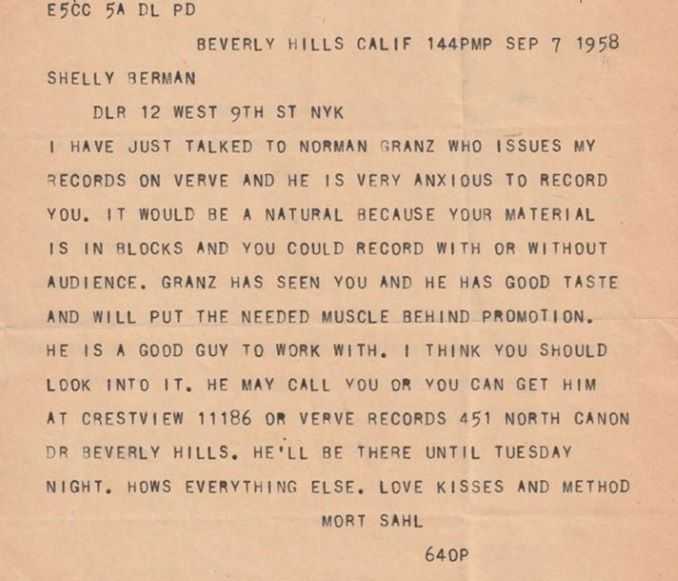 E5CC 5A DL PD
BEVERLY HILLS CALIF 144PMP SEP 7 1958
SHELLY BERMAN
DLR 12 WEST 9TH ST NYK
I HAVE JUST TALKED TO NORMAN GRANZ WHO ISSUES MY
RECORDS ON VERVE AND HE IS VERY ANXIOUS TO RECORD
YOU. IT WOULD BE A NATURAL BECAUSE YOUR MATERIAL
IS IN BLOCKS AND YOU COULD RECORD WITH OR WITHOUT
AUDIENCE. GRANZ HAS SEEN YOU AND HE HAS GOOD TASTE
AND WILL PUT THE NEEDED MUSCLE BEHIND PROMOTION.
HE IS A GOOD GUY TO WORK WITH. I THINK YOU SHOULD
LOOK INTO IT. HE MAY CALL YOU OR YOU CAN GET HIM
AT CRESTVIEW 11186 OR VERVE RECORDS 451 NORTH CANON
DR BEVERLY HILLS. HE'LL BE THERE UNTIL TUESDAY
NIGHT. HOWS EVERYTHING ELSE. LOVE KISSES AND METHOD
MORT SAHL
640P